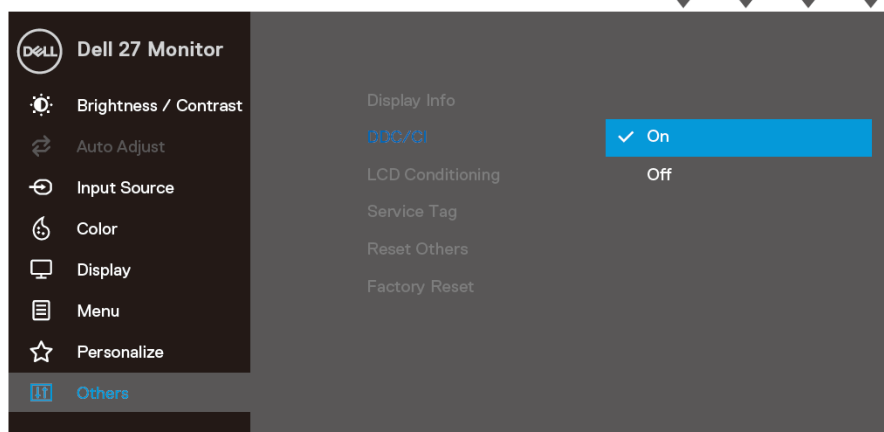 DELL
Dell 27 Monitor
Brightness / Contrast
Auto Adjust
Input Source
Color
Display
Menu
Personalize
Others
Display Info
DDC/CI
LCD Conditioning
Service Tag
Reset Others
Factory Reset
On
Off